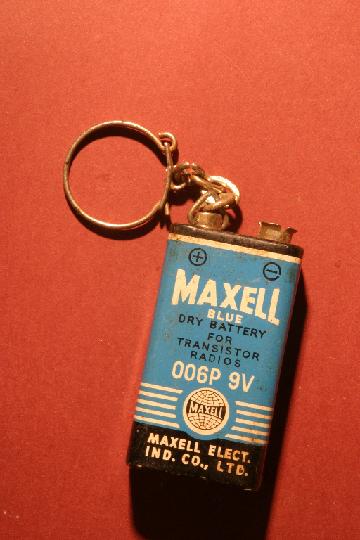 + −
MAXELL
BLUE
DRY BATTERY
FOR
TRANSISTOR
RADIOS
006P 9V
MAXELL
MAXELL ELECT.
IND. CO., LTD.